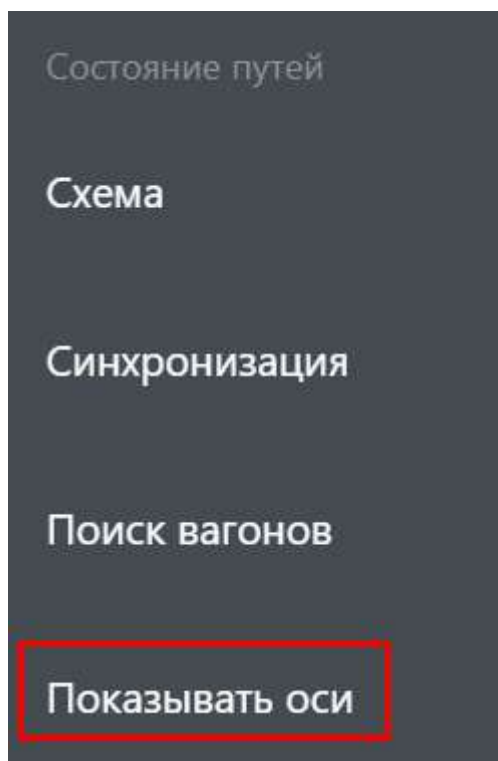 Состояние путей
Схема
Синхронизация
Поиск вагонов
Показывать оси